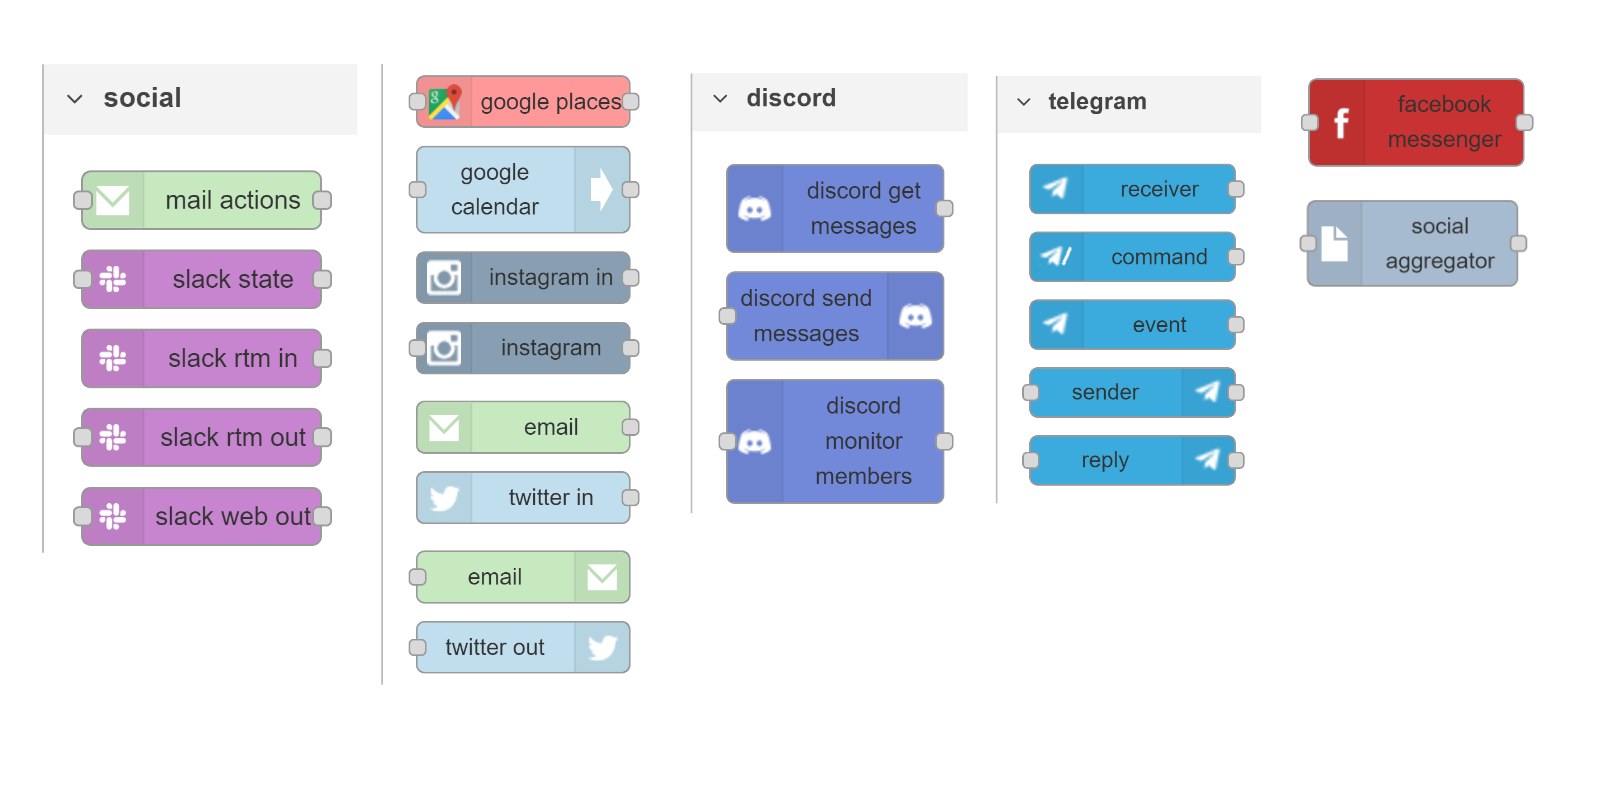 social
mail actions
slack state
slack rtm in
slack rtm out
slack web out
google places
google
calendar
instagram in
instagram
email
twitter in
email
twitter out
discord
discord get
messages
discord send
messages
discord
monitor
members
telegram
receiver
command
event
sender
reply
facebook
messenger
social
aggregator